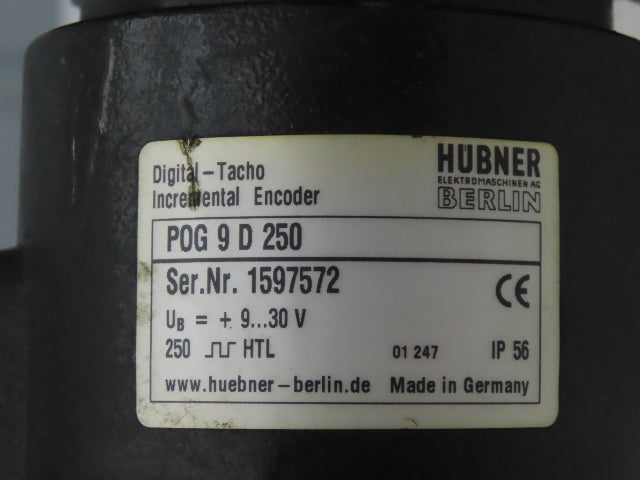 Digital-Tacho
Incremental Encoder
HÜBNER
ELEKTROMASCHINEN AG
BERLIN
POG 9 D 250
Ser.Nr. 1597572
CE
UB = + 9...30 V
250 HTL 01 247 IP 56
www.huebner-berlin.de Made in Germany